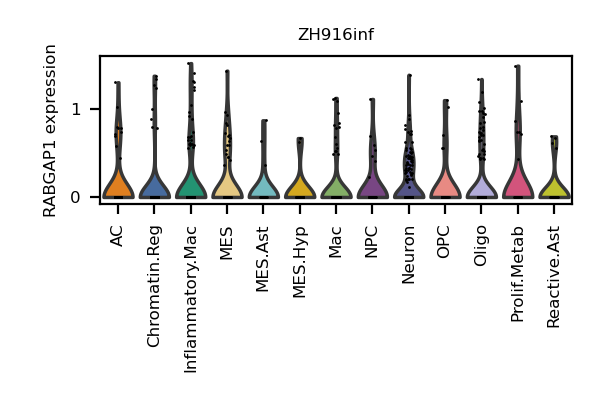 ZH916inf
RABGAP1 expression
1
0
AC
Chromatin.Reg
Inflammatory.Mac
MES
MES.Ast
MES.Hyp
Mac
NPC
Neuron
OPC
Oligo
Prolif.Metab
Reactive.Ast